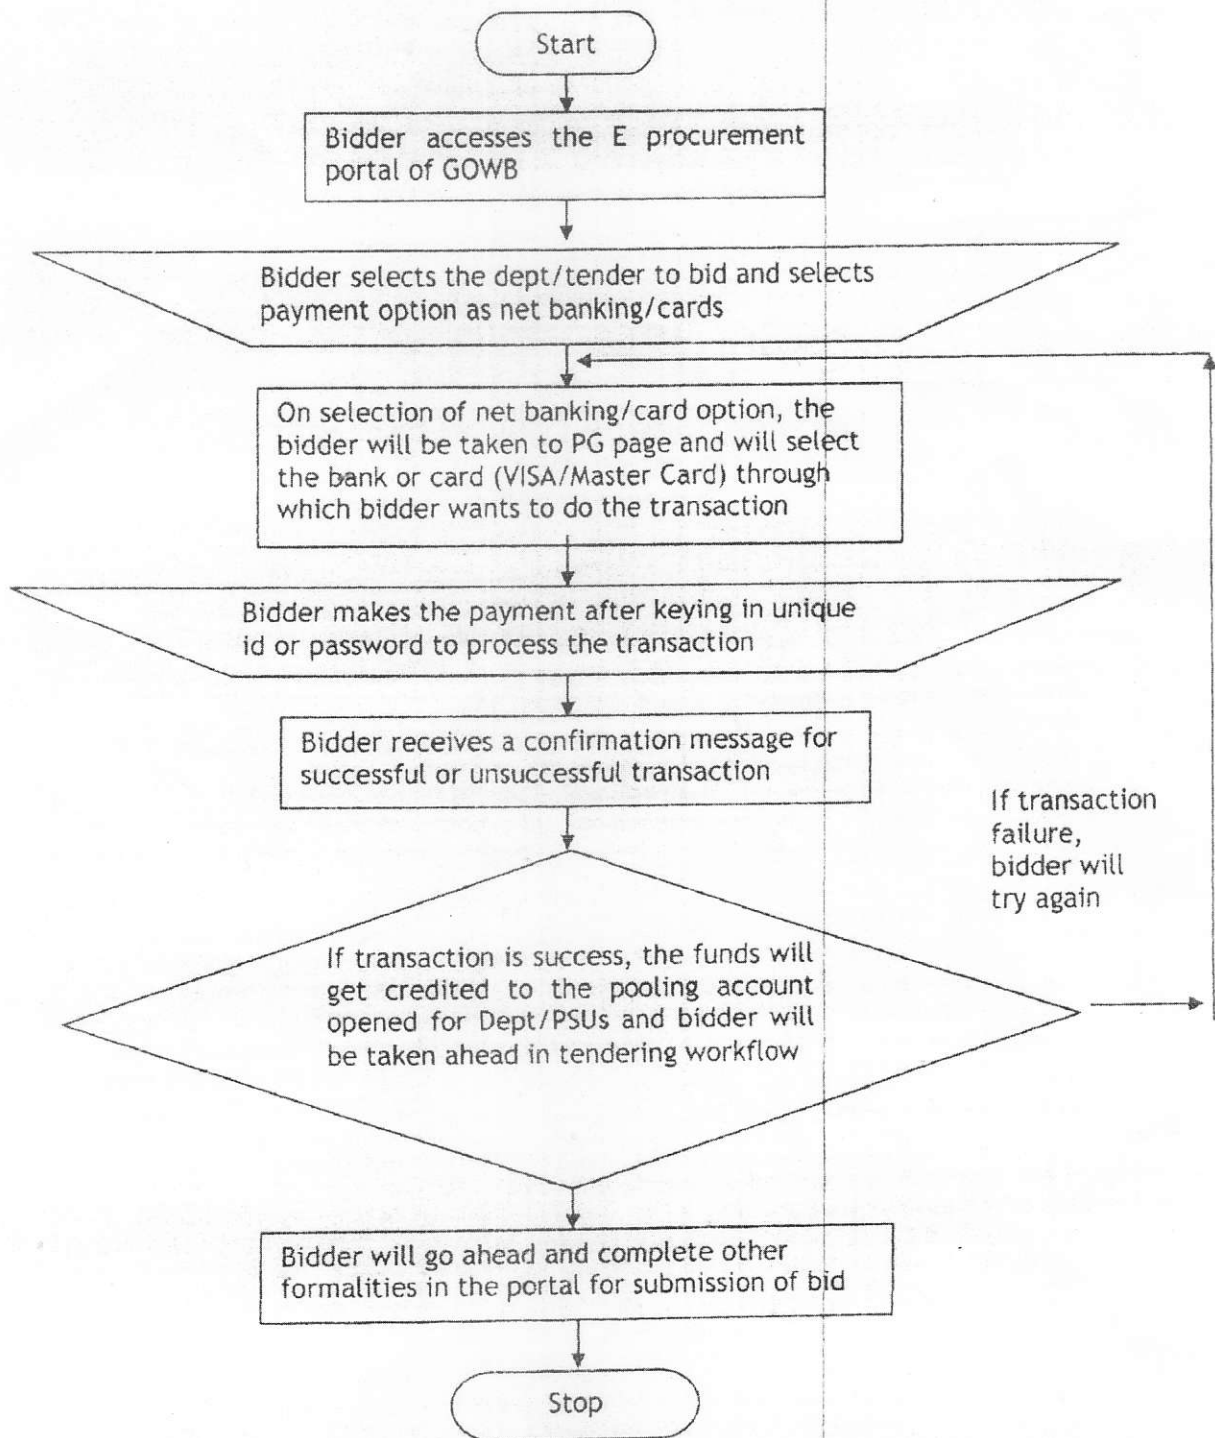 Start
Bidder accesses the E procurement
portal of GOWB
Bidder selects the dept/tender to bid and selects
payment option as net banking/cards
On selection of net banking/card option, the
bidder will be taken to PG page and will select
the bank or card (VISA/Master Card) through
which bidder wants to do the transaction
Bidder makes the payment after keying in unique
id or password to process the transaction
Bidder receives a confirmation message for
successful or unsuccessful transaction
If transaction
failure,
bidder will
try again
If transaction is success, the funds will
get credited to the pooling account
opened for Dept/PSUs and bidder will
be taken ahead in tendering workflow
Bidder will go ahead and complete other
formalities in the portal for submission of bid
Stop